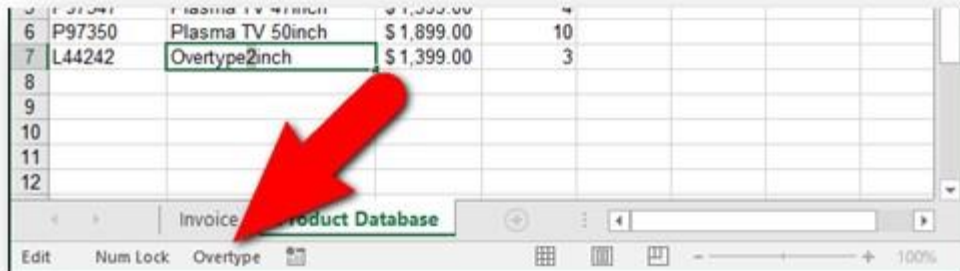 6 P97350 Plasma TV 50inch $1,899.00 10
7 L44242 Overtype2inch $1,399.00 3
8
9
10
11
12
Invoice Product Database
Edit Num Lock Overtype 100%